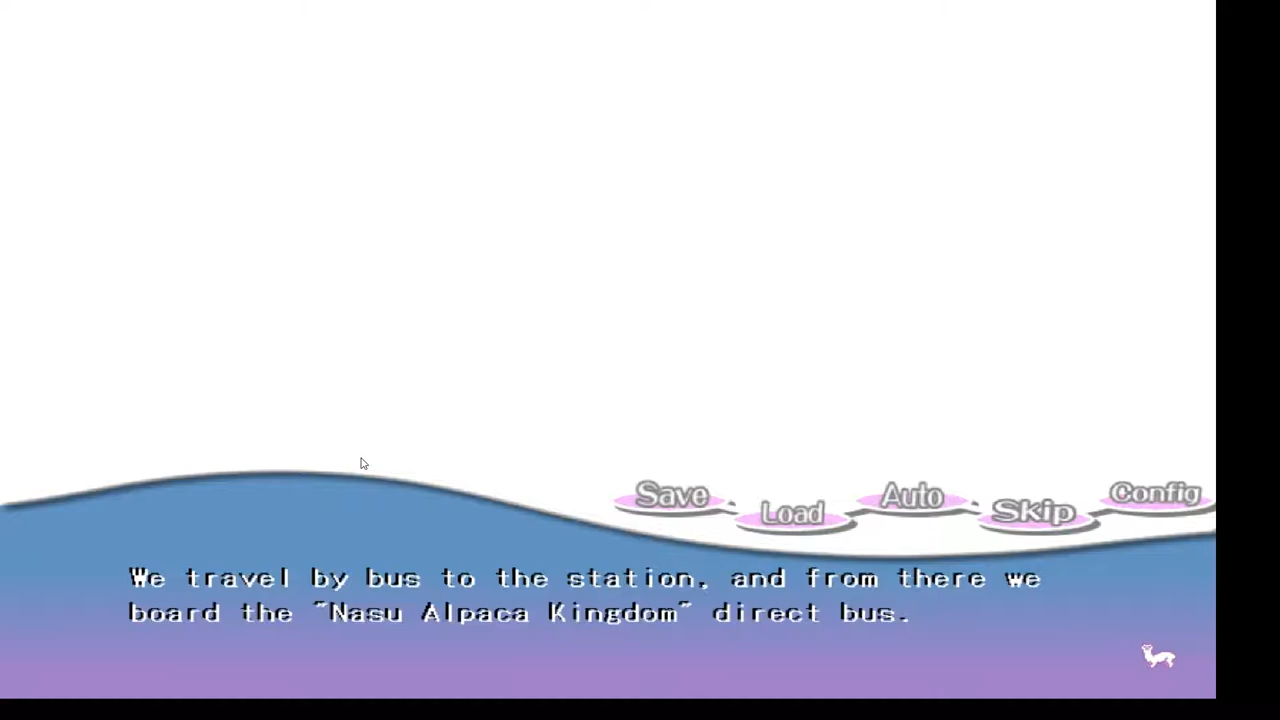 Save
Load
Auto
Skip
Config
We travel by bus to the station, and from there we
board the "Nasu Alpaca Kingdom" direct bus.